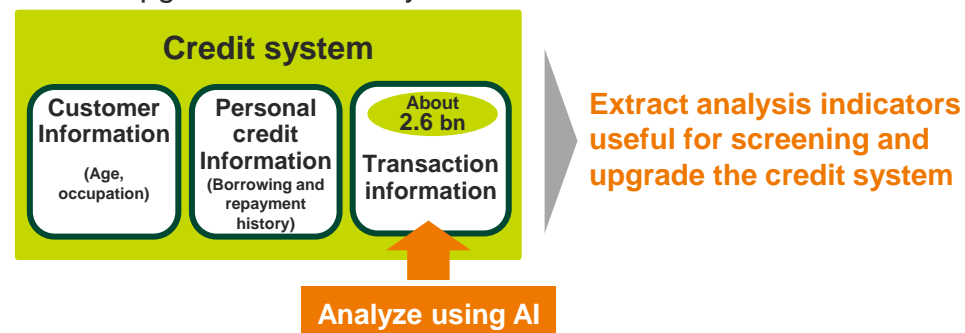 Credit system
Customer
Information
(Age,
occupation)
Personal
credit
Information
(Borrowing and
repayment
history)
About
2.6 bn
Transaction
information
Analyze using AI
Extract analysis indicators
useful for screening and
upgrade the credit system